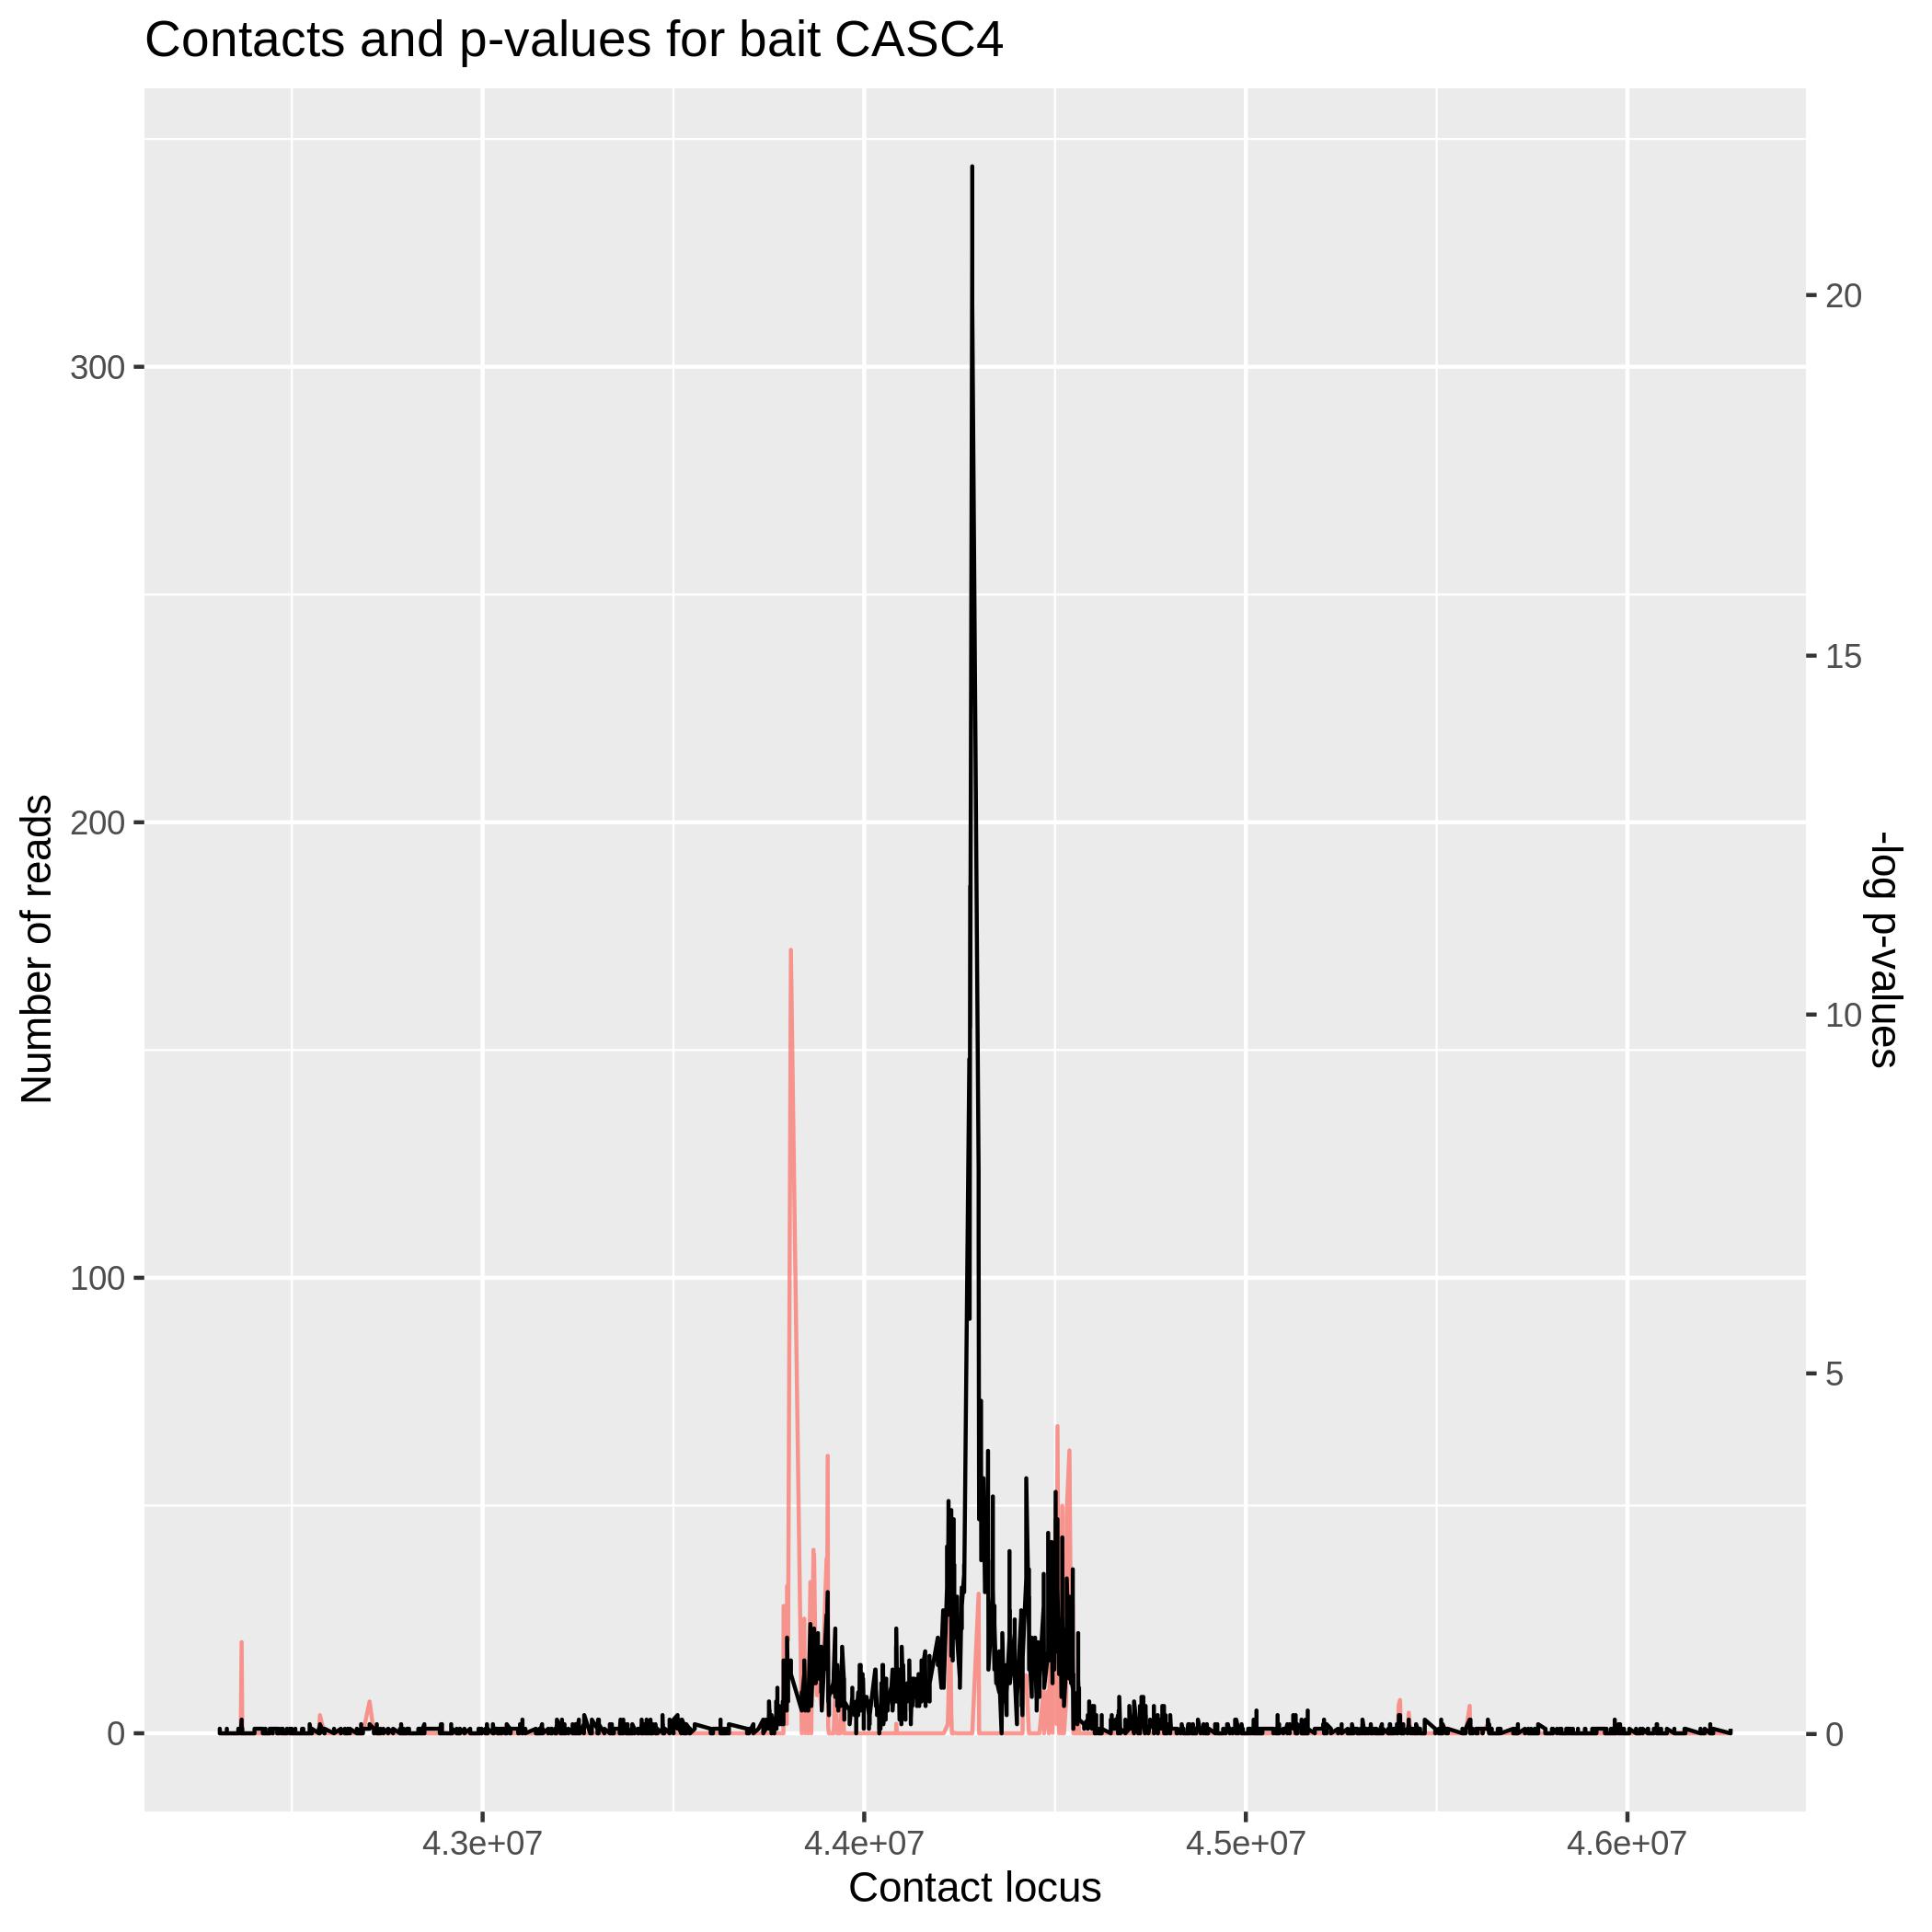 Contacts and p-values for bait CASC4
Number of reads
300
200
100
0
20
15
10
5
0
-log p-values
4.3e+07
4.4e+07
4.5e+07
4.6e+07
Contact locus